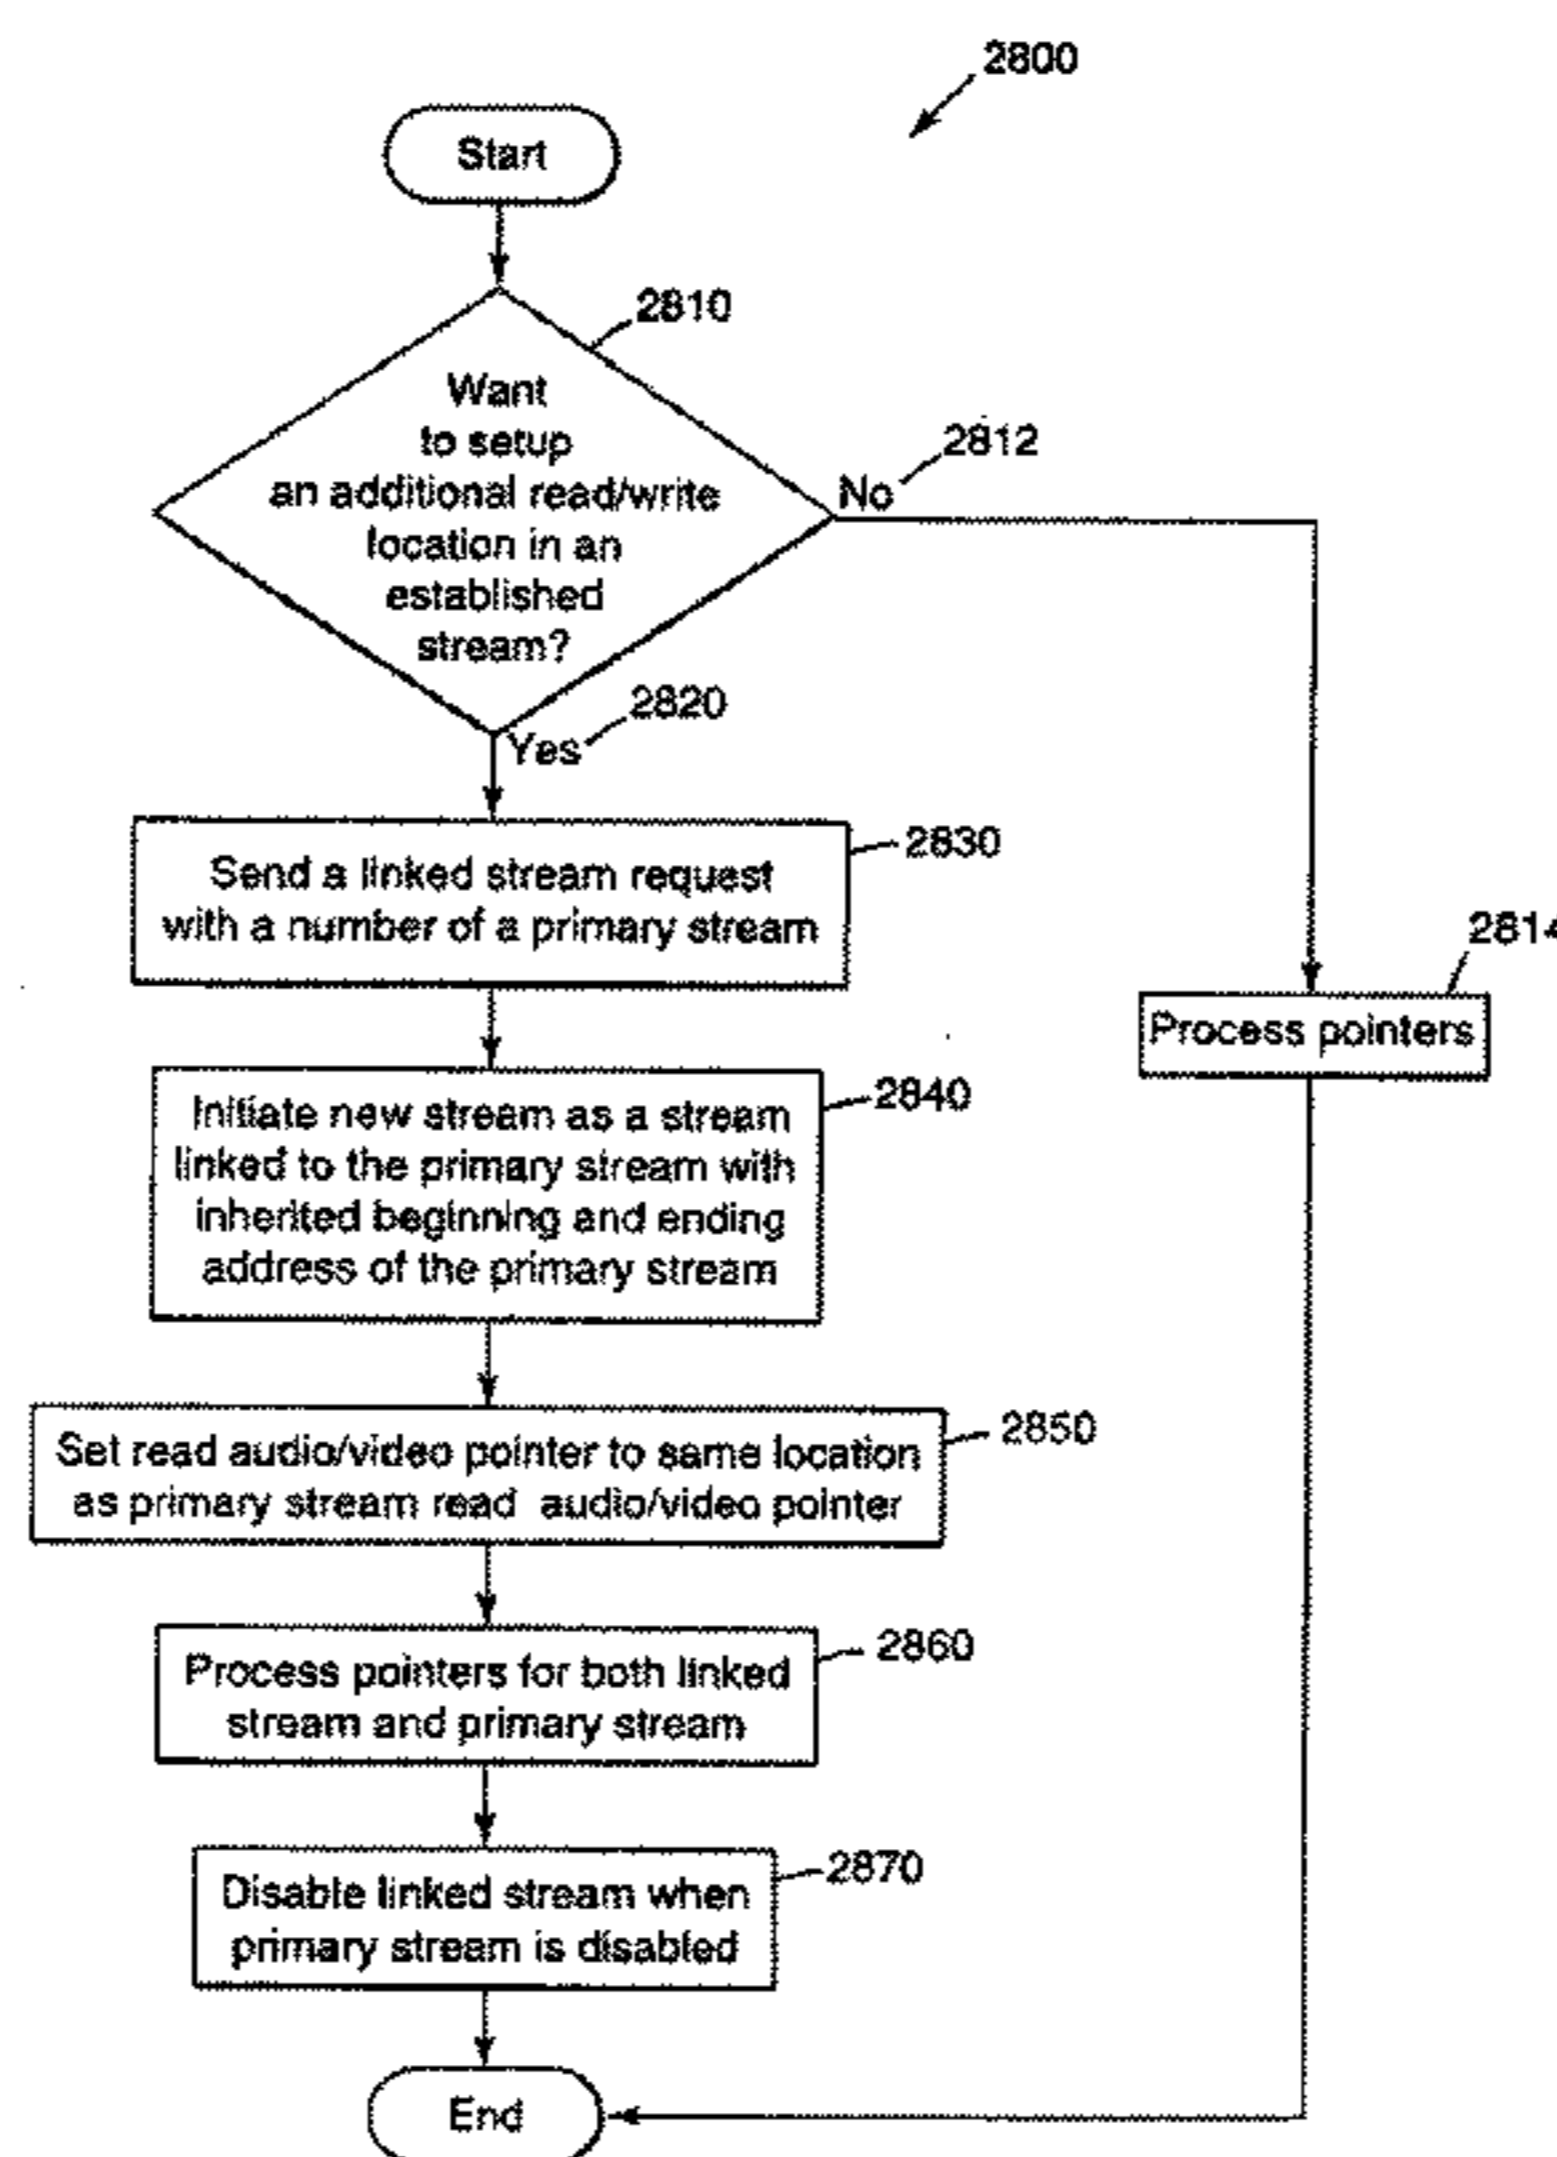 2800
Start
2810
Want
to setup
an additional read/write
location in an
established
stream?
No
2812
Yes
2820
Send a linked stream request
with a number of a primary stream
2830
Process pointers
2814
Initiate new stream as a stream
linked to the primary stream with
inherited beginning and ending
address of the primary stream
2840
Set read audio/video pointer to same location
as primary stream read audio/video pointer
2850
Process pointers for both linked
stream and primary stream
2860
Disable linked stream when
primary stream is disabled
2870
End